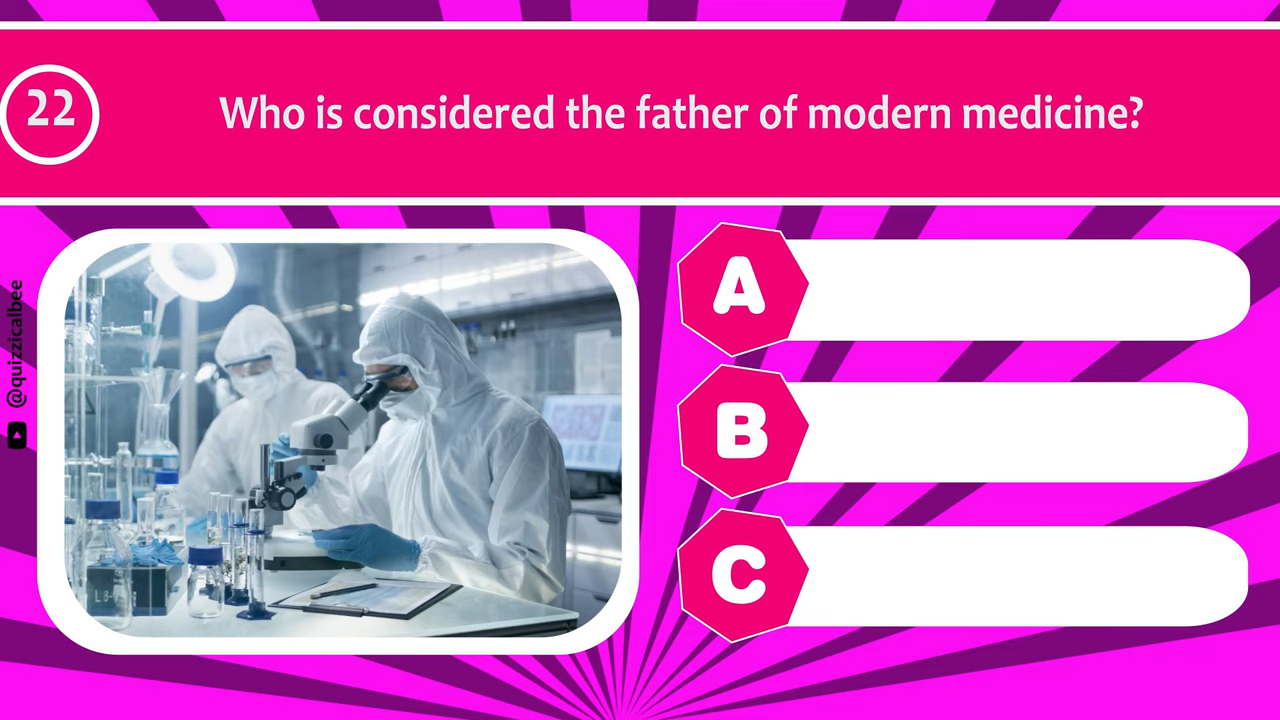 22
Who is considered the father of modern medicine?
@quizzicalbee
A
B
C